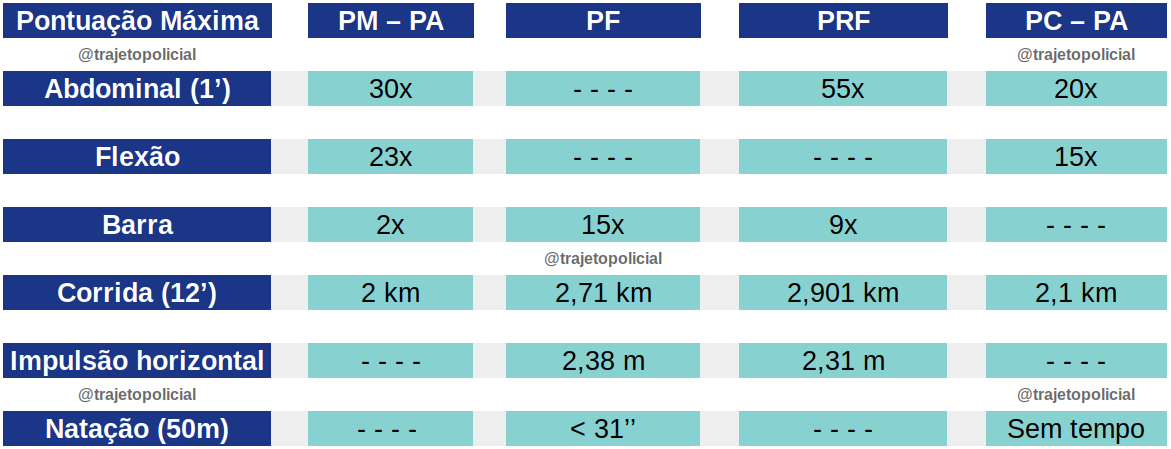 Pontuação Máxima PM – PA PF PRF PC – PA
@trajetopolicial @trajetopolicial
Abdominal (1’) 30x - - - - 55x 20x
Flexão 23x - - - - - - - - 15x
Barra 2x 15x 9x - - - -
@trajetopolicial
Corrida (12’) 2 km 2,71 km 2,901 km 2,1 km
Impulsão horizontal - - - - 2,38 m 2,31 m - - - -
@trajetopolicial @trajetopolicial
Natação (50m) - - - - < 31’’ - - - - Sem tempo